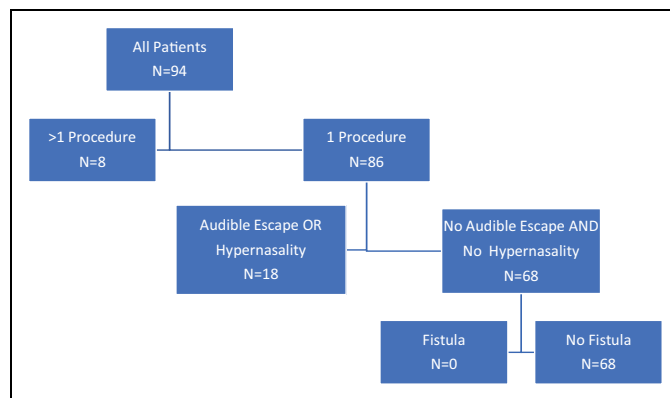 All Patients
N=94
>1 Procedure
N=8
1 Procedure
N=86
Audible Escape OR
Hypernasality
N=18
No Audible Escape AND
No Hypernasality
N=68
Fistula
N=0
No Fistula
N=68